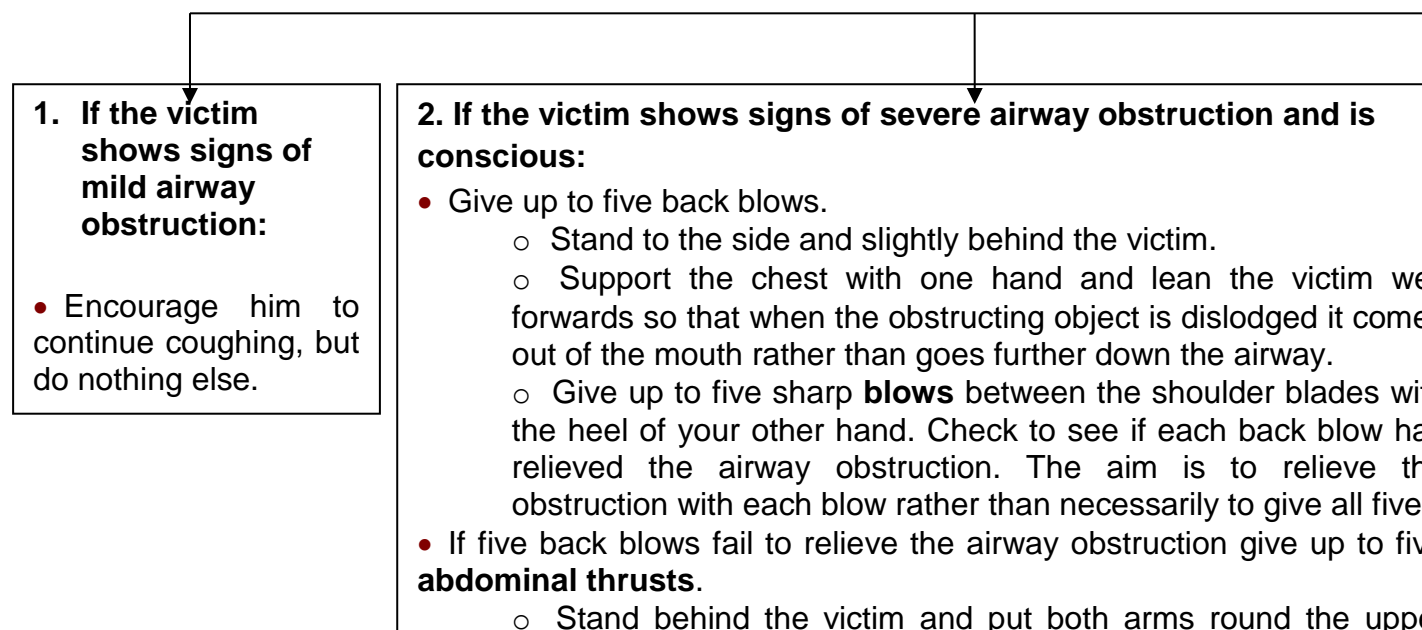 1. If the victim
shows signs of
mild airway
obstruction:
• Encourage him to
continue coughing, but
do nothing else.
2. If the victim shows signs of severe airway obstruction and is
conscious:
• Give up to five back blows.
o Stand to the side and slightly behind the victim.
o Support the chest with one hand and lean the victim
forwards so that when the obstructing object is dislodged it
out of the mouth rather than goes further down the airway.
o Give up to five sharp blows between the shoulder blades
the heel of your other hand. Check to see if each back blow
relieved the airway obstruction. The aim is to relieve
obstruction with each blow rather than necessarily to give all five
• If five back blows fail to relieve the airway obstruction give up to
abdominal thrusts.
o Stand behind the victim and put both arms round the